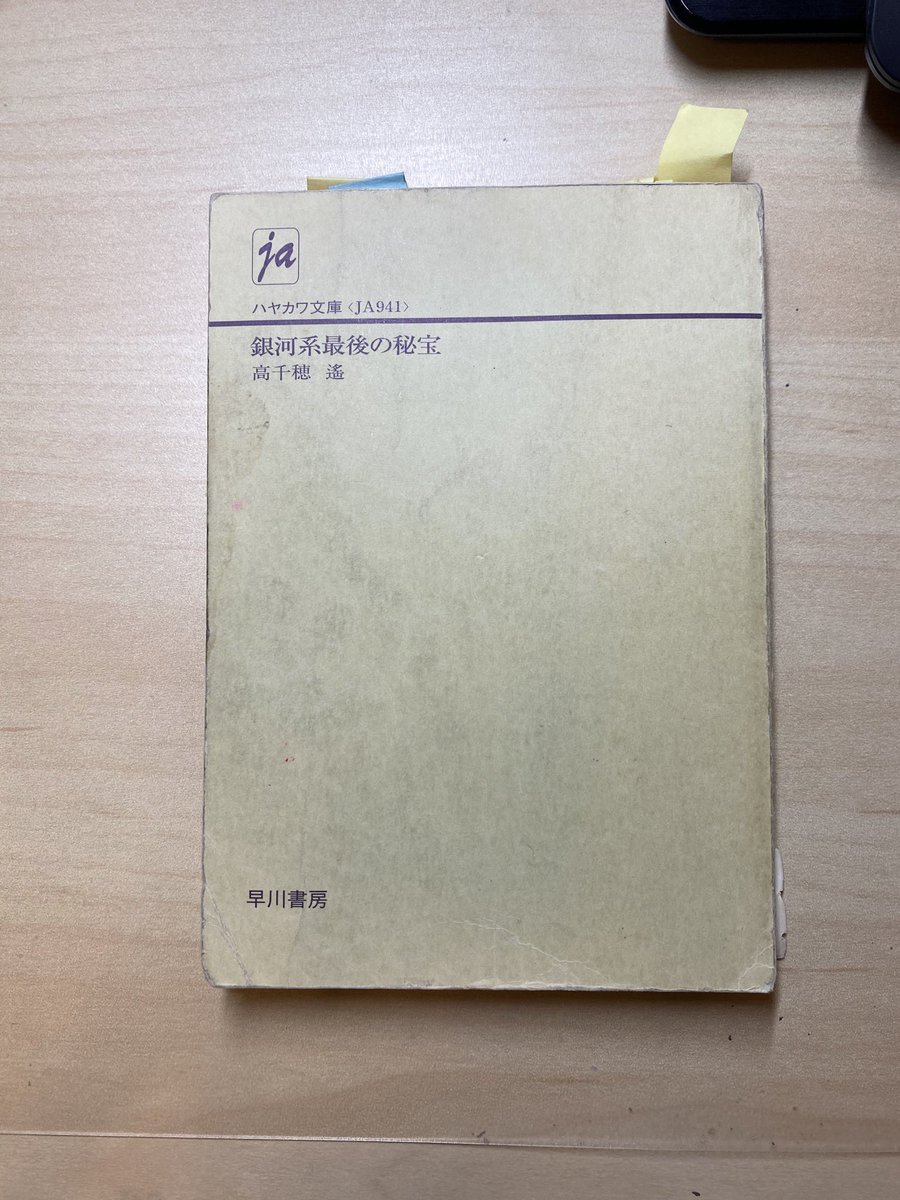 ja
ハヤカワ文庫〈JA941〉
銀河系最後の秘宝
高千穂 遙
早川書房